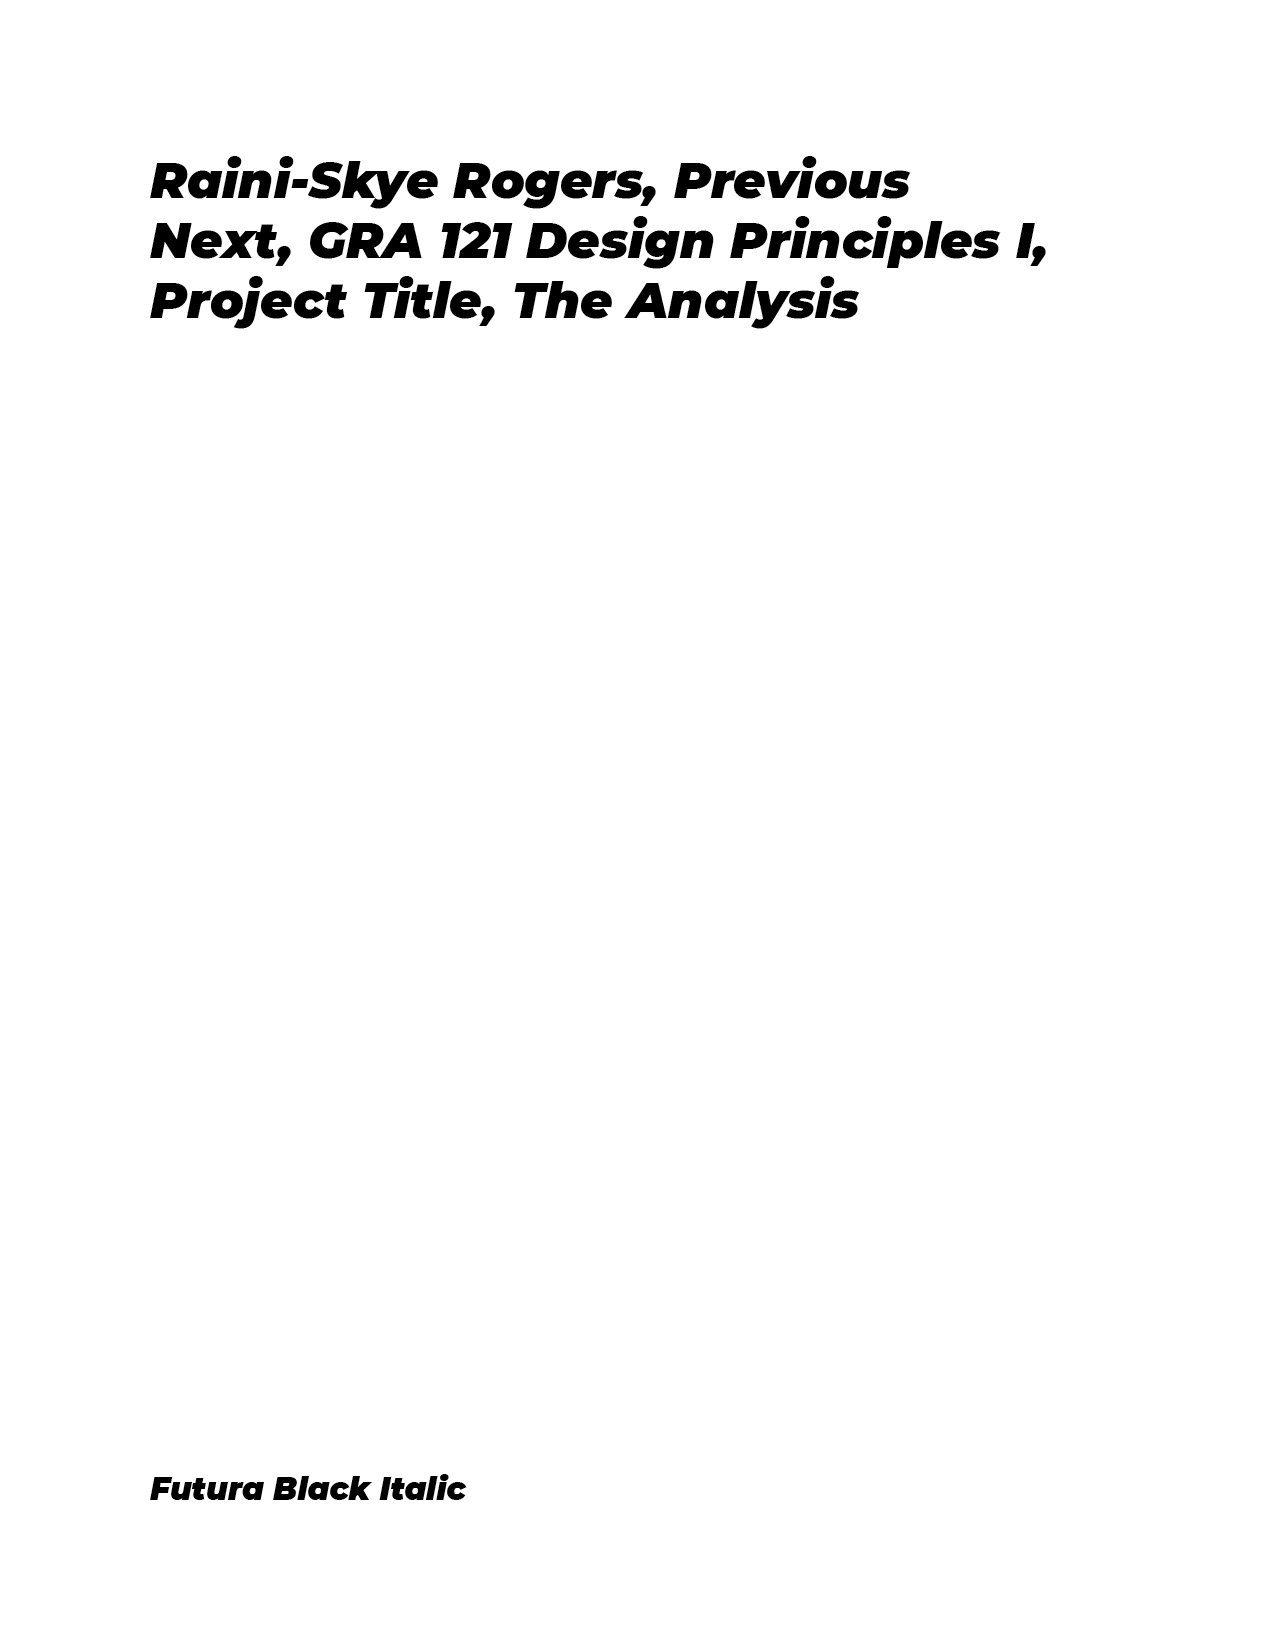 Raini-Skye Rogers, Previous
Next, GRA 121 Design Principles I,
Project Title, The Analysis
Futura Black Italic